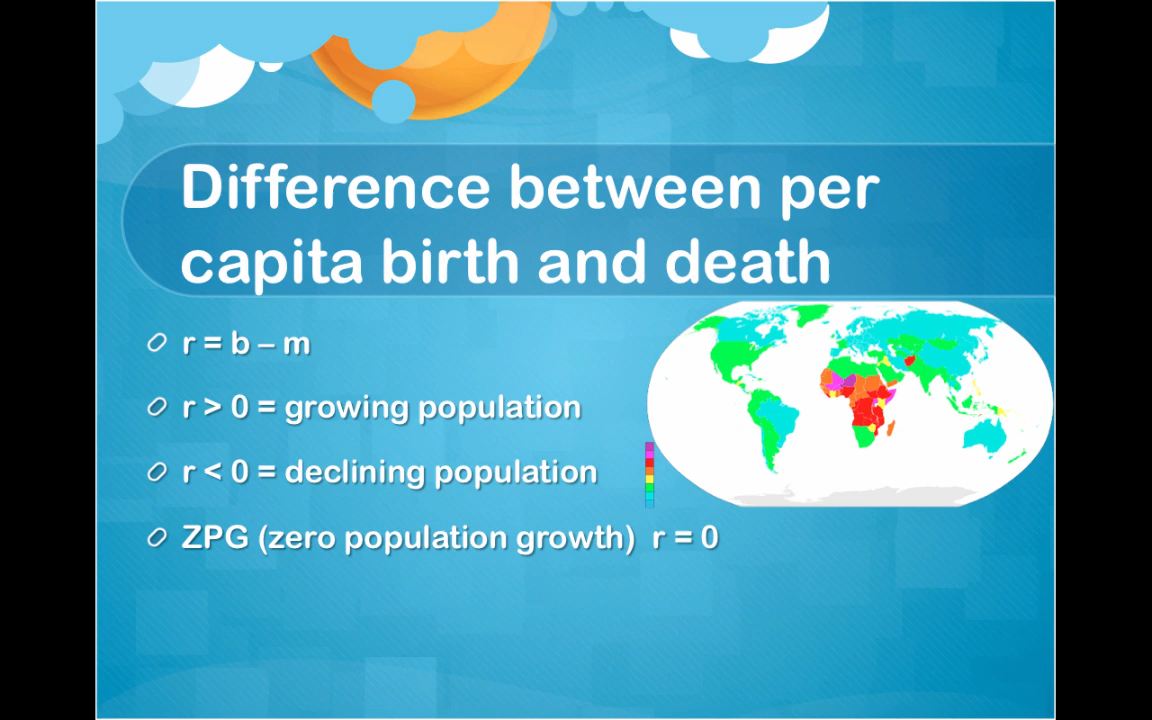 Difference between per
capita birth and death
r = b – m
r > 0 = growing population
r < 0 = declining population
ZPG (zero population growth)  r = 0